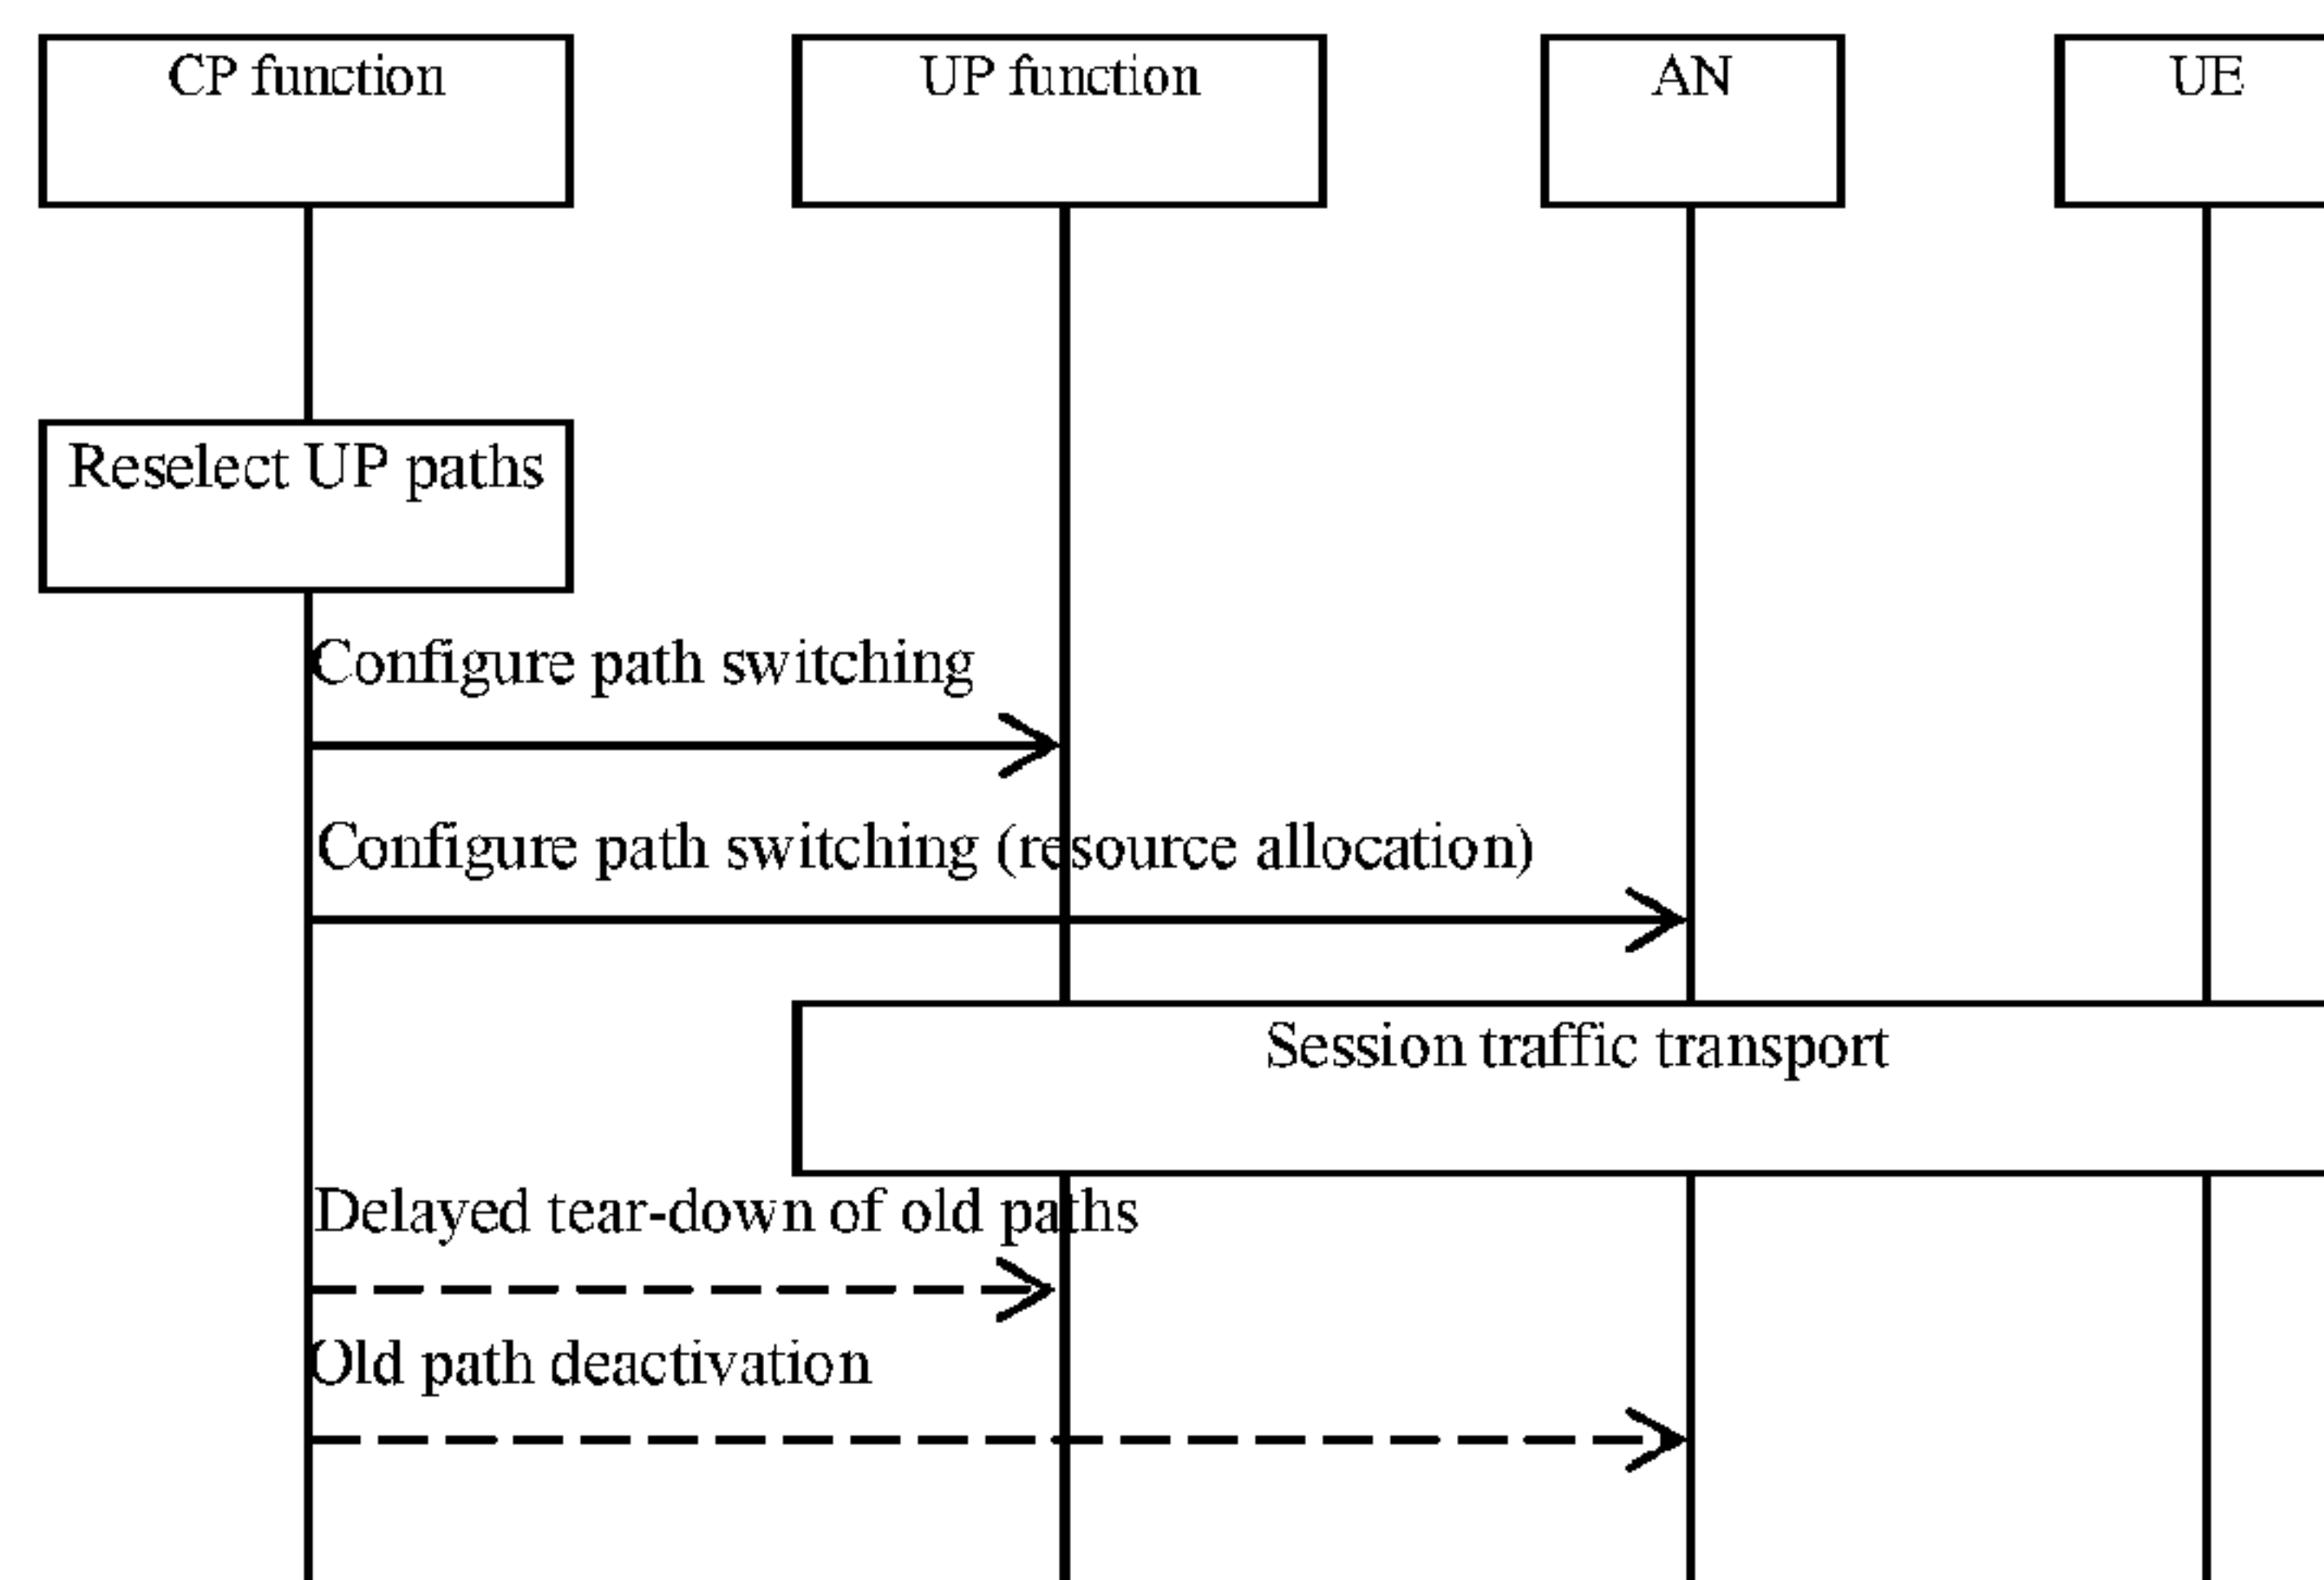 CP function
UP function
AN
UE
Reselect UP paths
Configure path switching
Configure path switching (resource allocation)
Session traffic transport
Delayed tear-down of old paths
Old path deactivation